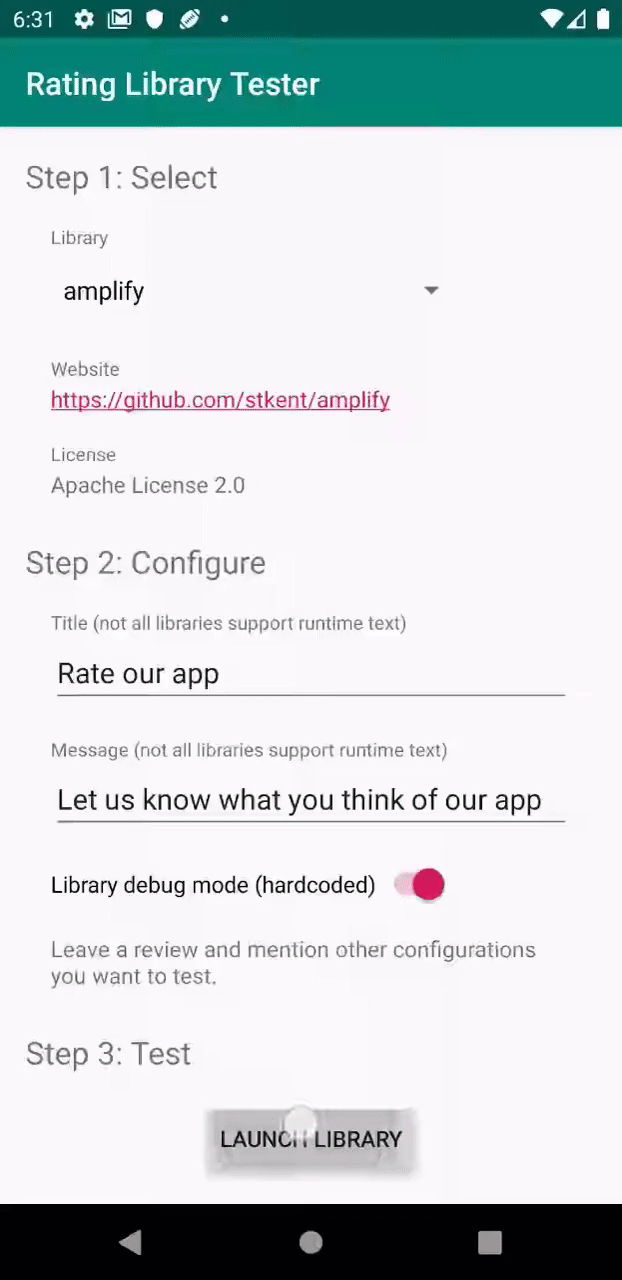 6:31
Rating Library Tester
Step 1: Select
Library
amplify
Website
https://github.com/stkent/amplify
License
Apache License 2.0
Step 2: Configure
Title (not all libraries support runtime text)
Rate our app
Message (not all libraries support runtime text)
Let us know what you think of our app
Library debug mode (hardcoded)
Leave a review and mention other configurations
you want to test.
Step 3: Test
LAUNCH LIBRARY